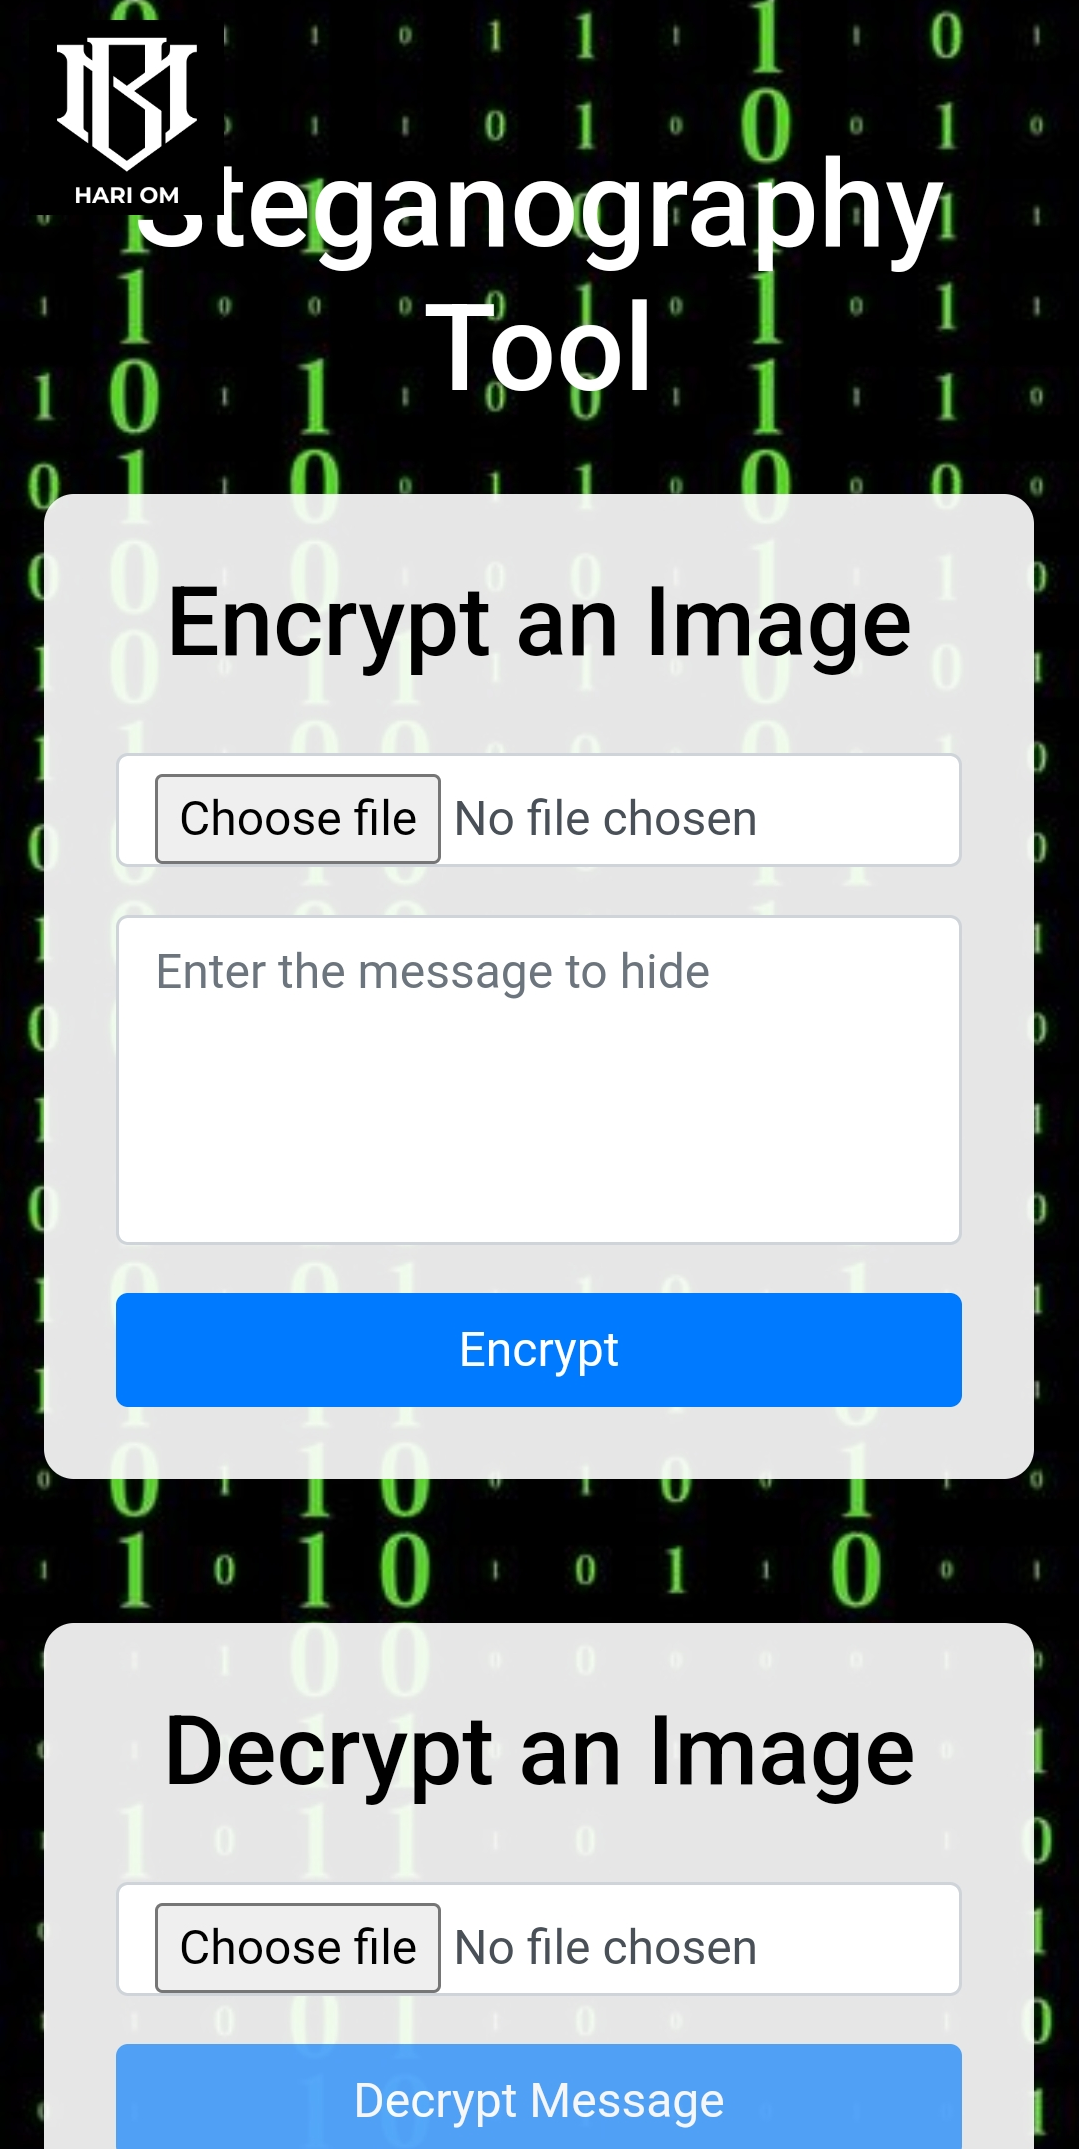 HARI OM
Steganography
Tool
Encrypt an Image
Choose file No file chosen
Enter the message to hide
Encrypt
Decrypt an Image
Choose file No file chosen
Decrypt Message